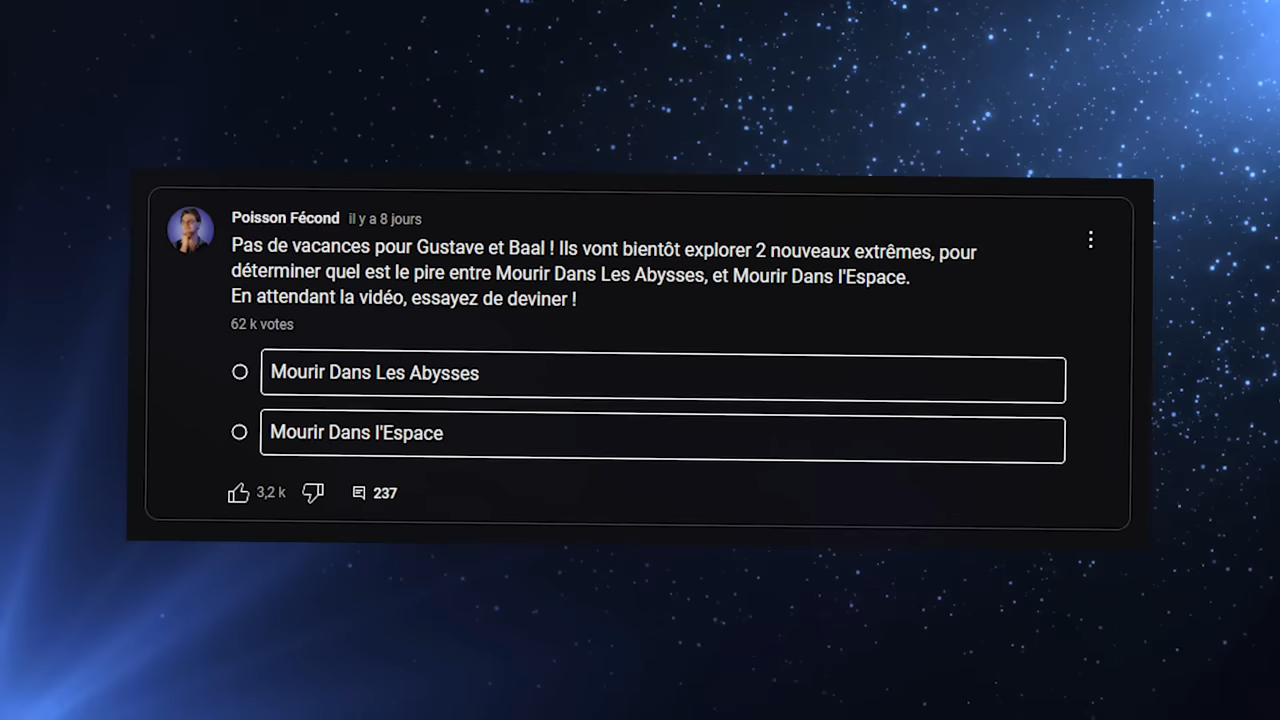 Poisson Fécond il y a 8 jours
Pas de vacances pour Gustave et Baal ! Ils vont bientôt explorer 2 nouveaux extrêmes, pour
déterminer quel est le pire entre Mourir Dans Les Abysses, et Mourir Dans l'Espace.
En attendant la vidéo, essayez de deviner !
62 k votes
Mourir Dans Les Abysses
Mourir Dans l'Espace
3,2 k 237